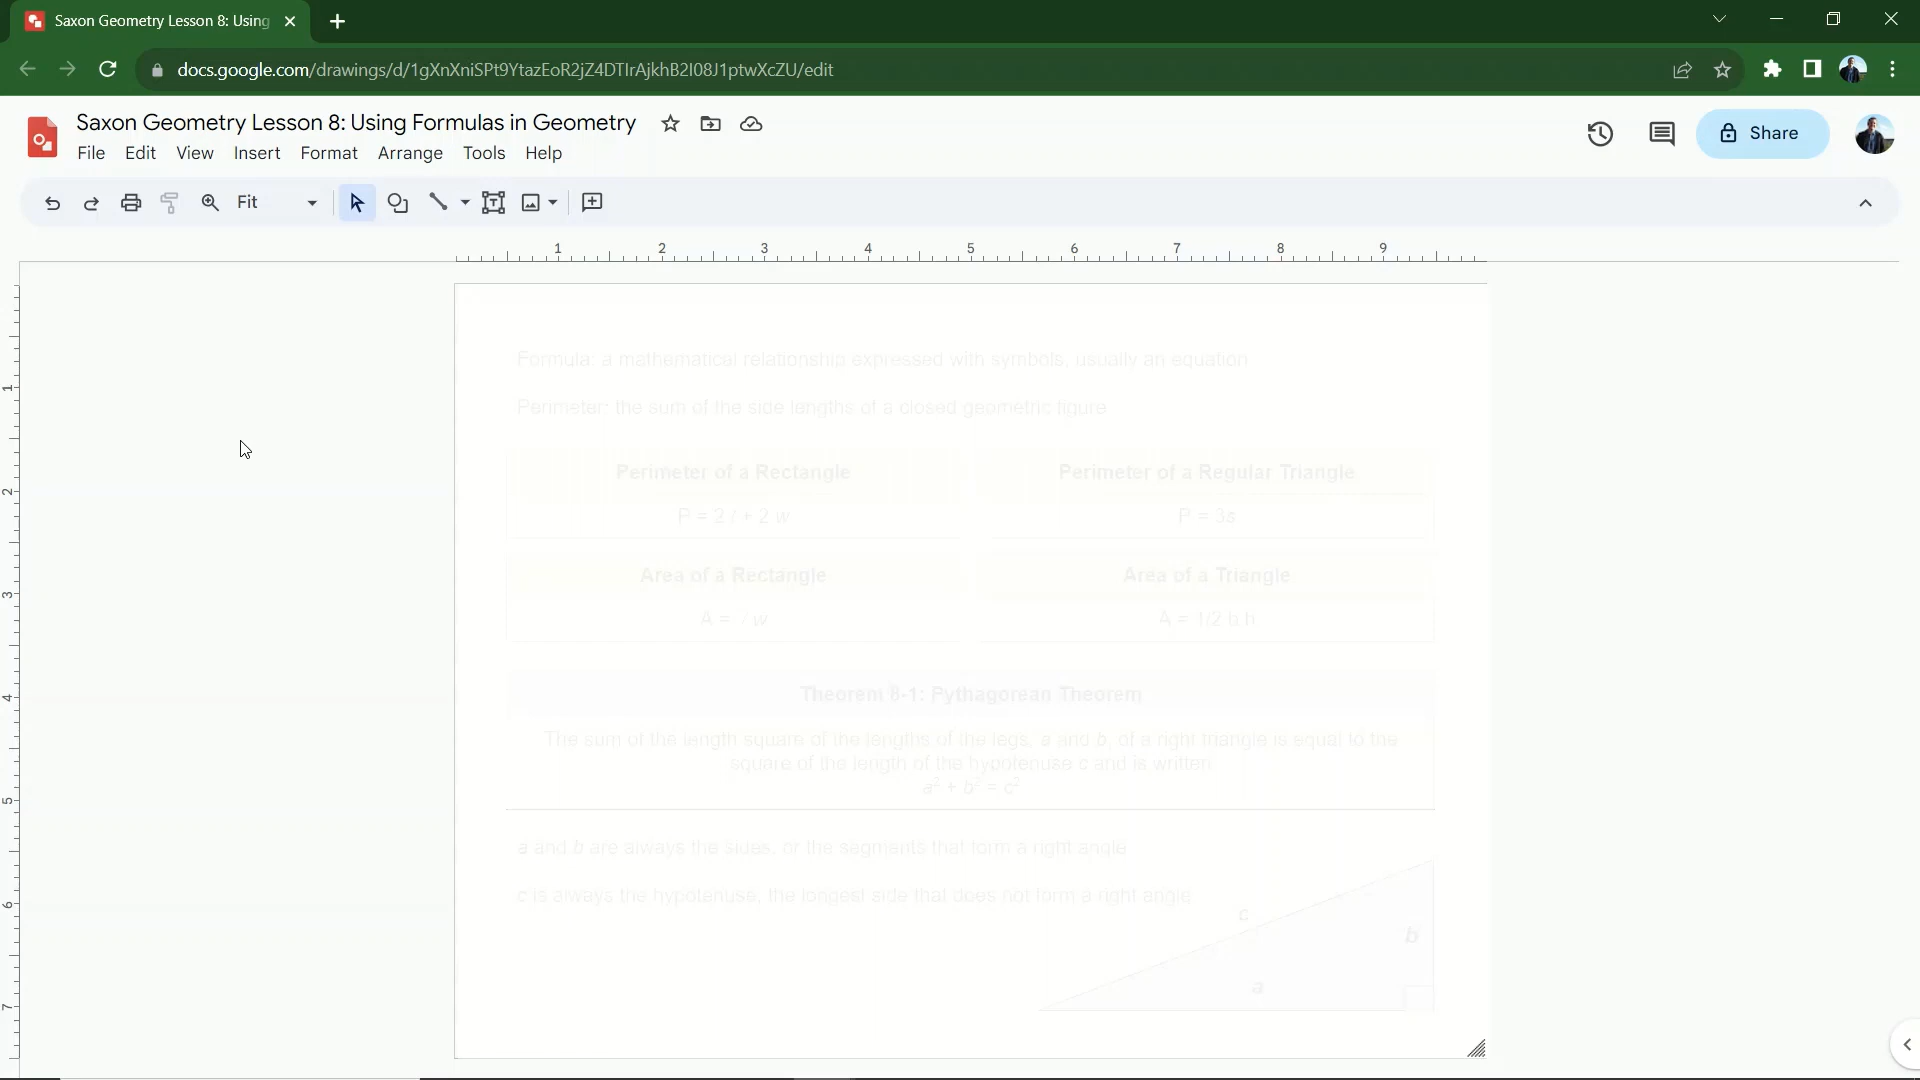 Saxon Geometry Lesson 8: Using
docs.google.com/drawings/d/1gXnXniSPt9YtazEoR2jZ4DTIrAjkhB2I08J1ptwXcZU/edit
Saxon Geometry Lesson 8: Using Formulas in Geometry
File Edit View Insert Format Arrange Tools Help
Share
Fit
1 2 3 4 5 6 7 8 9
1
2
3
4
5
6
7
Formula: a mathematical relationship expressed with symbols, usually an equation
Perimeter: the sum of the side lengths of a closed geometric figure
Perimeter of a Rectangle
P = 2 l + 2 w
Perimeter of a Regular Triangle
P = 3s
Area of a Rectangle
A = l w
Area of a Triangle
A = 1/2 b h
Theorem 8-1: Pythagorean Theorem
The sum of the length square of the lengths of the legs, a and b, of a right triangle is equal to the
square of the length of the hypotenuse c and is written
a² + b² = c²
a and b are always the sides, or the segments that form a right angle
c is always the hypotenuse, the longest side that does not form a right angle
c
b
a